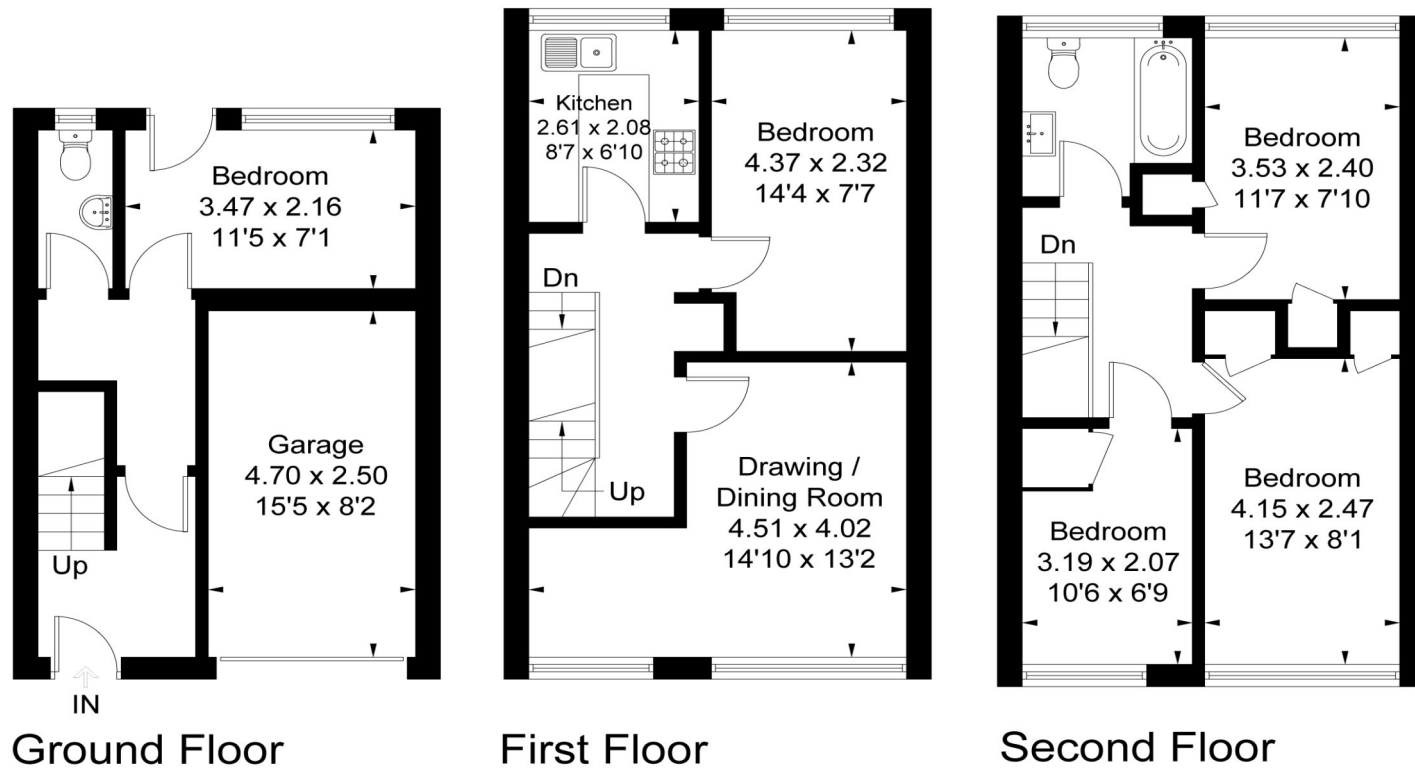 Bedroom
3.47 x 2.16
11'5 x 7'1
Garage
4.70 x 2.50
15'5 x 8'2
Up
IN
Ground Floor
Kitchen
2.61 x 2.08
8'7 x 6'10
Bedroom
4.37 x 2.32
14'4 x 7'7
Dn
Up
Drawing /
Dining Room
4.51 x 4.02
14'10 x 13'2
First Floor
Bedroom
3.53 x 2.40
11'7 x 7'10
Dn
Bedroom
3.19 x 2.07
10'6 x 6'9
Bedroom
4.15 x 2.47
13'7 x 8'1
Second Floor